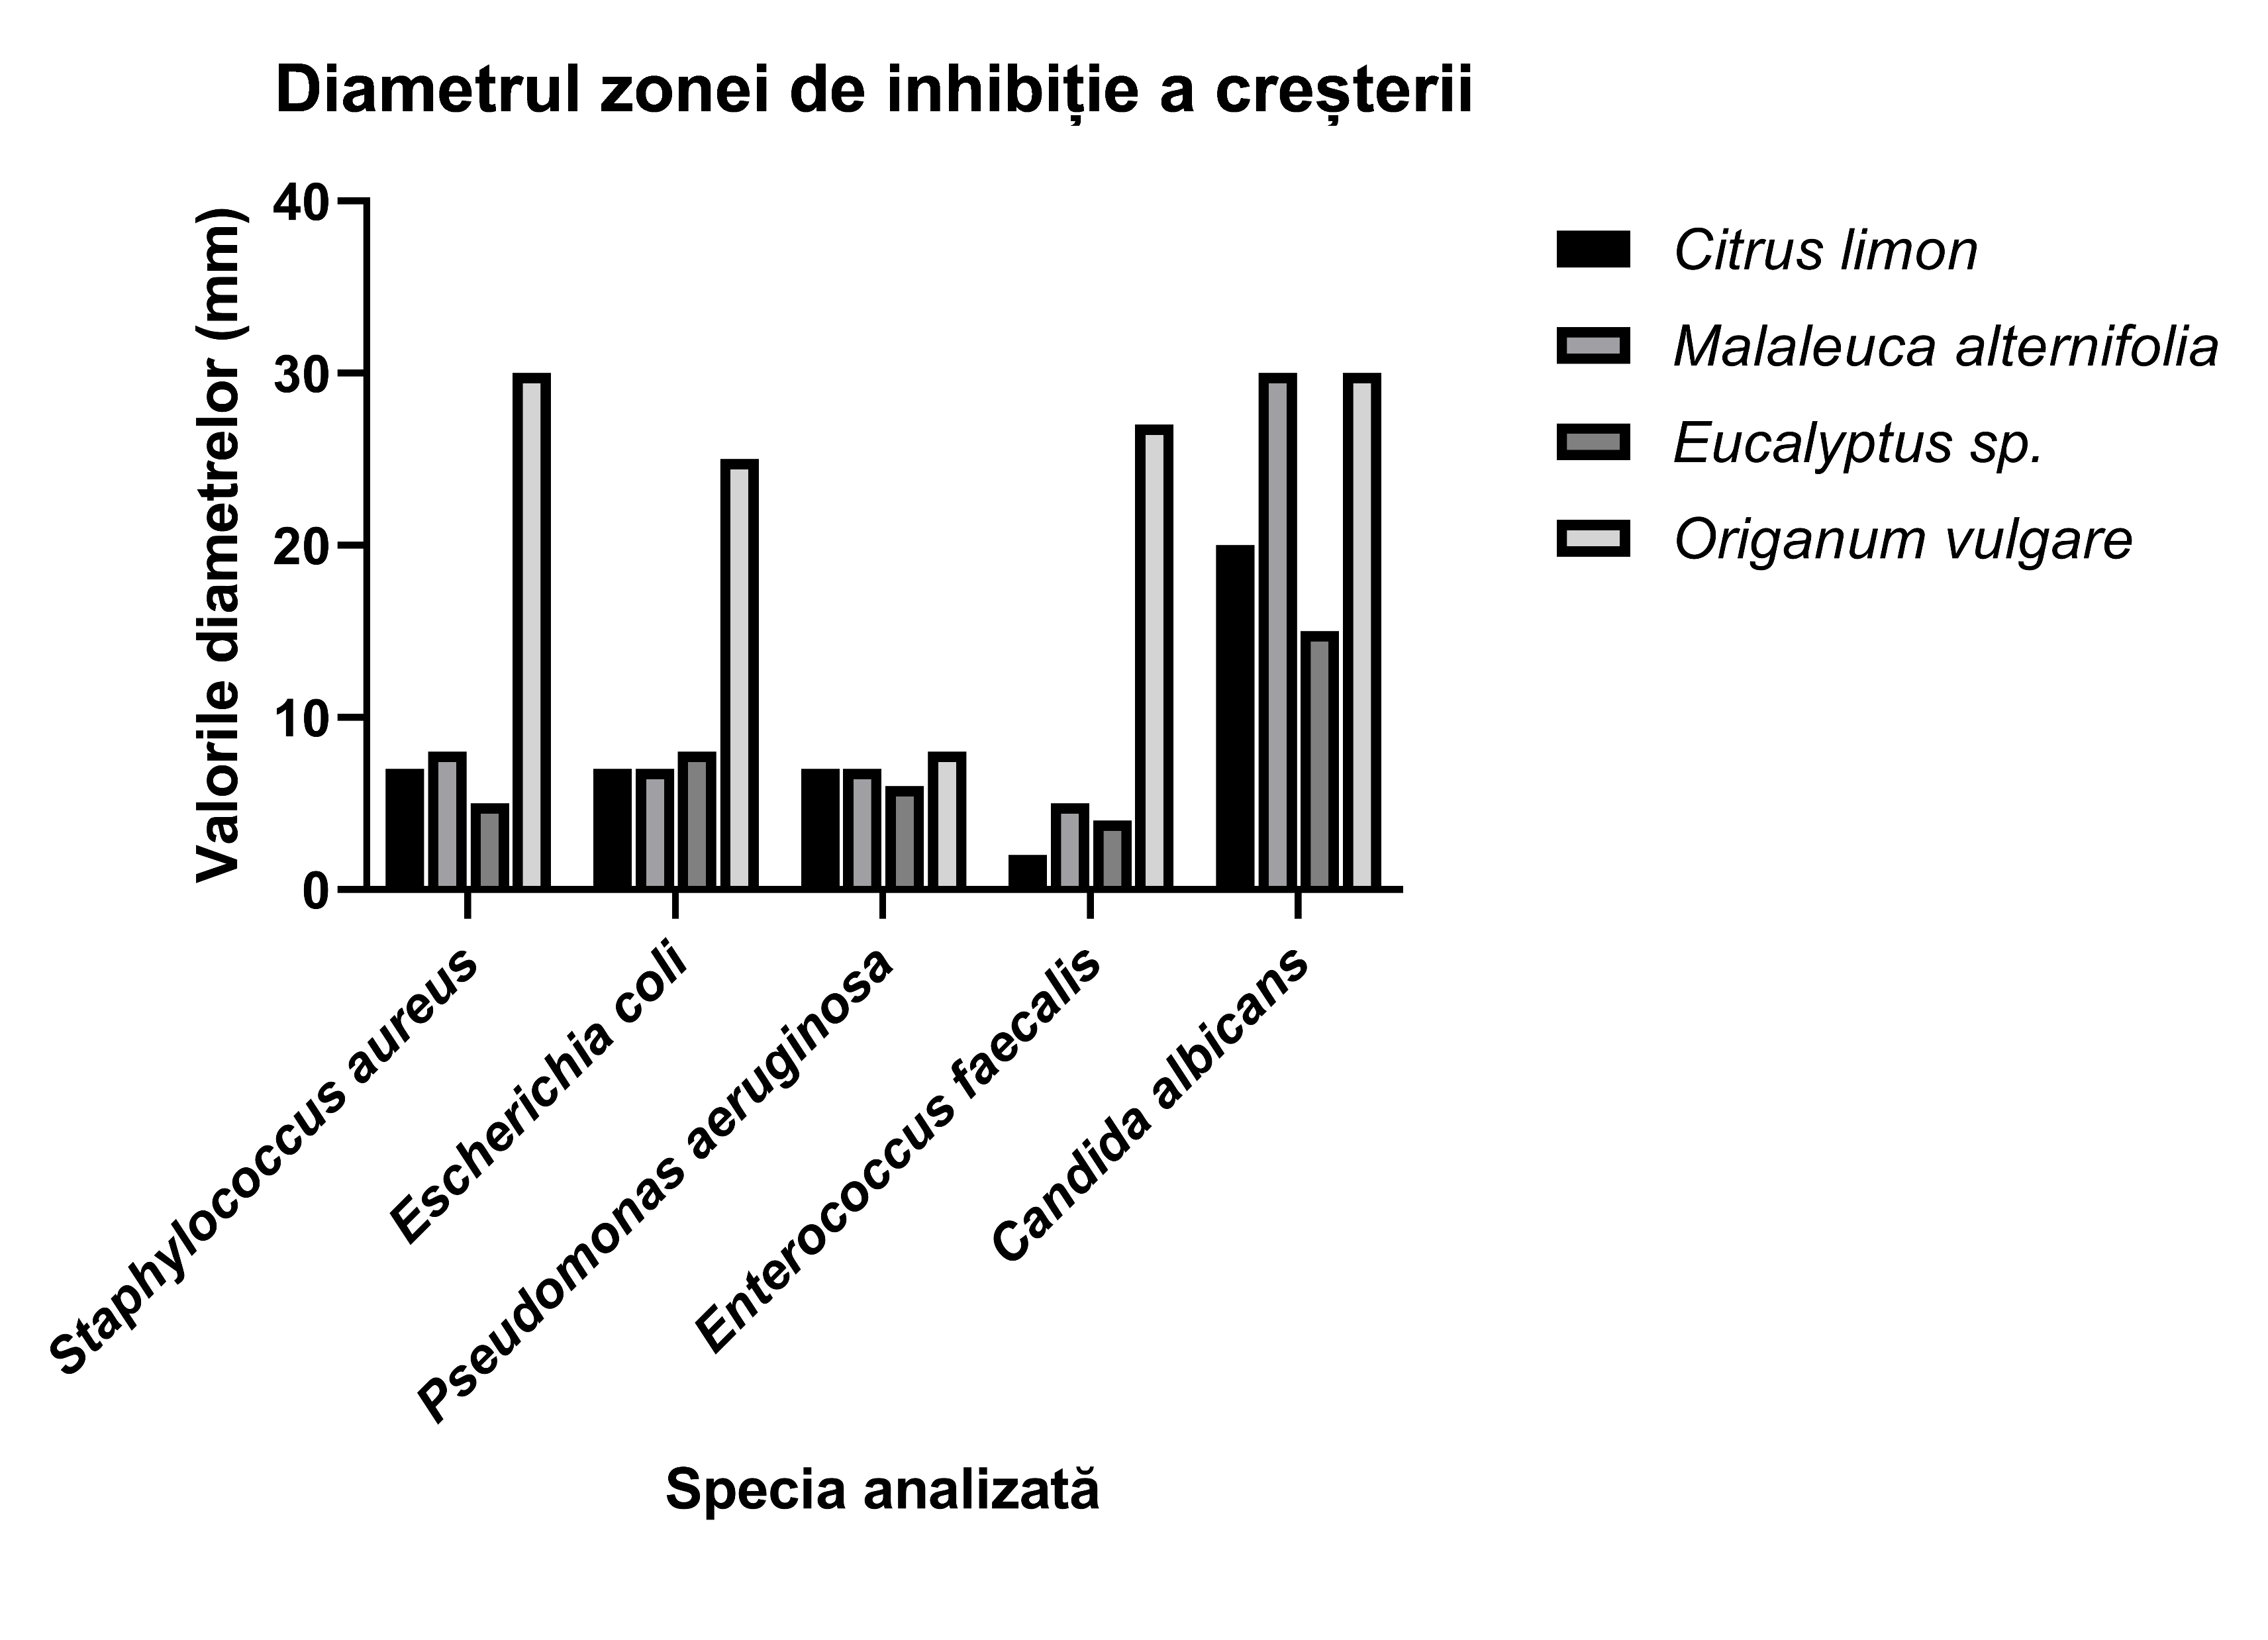 Diametrul zonei de inhibiție a creșterii
Valorile diametrelor (mm)
40
30
20
10
0
Citrus limon
Malaleuca alternifolia
Eucalyptus sp.
Origanum vulgare
Staphylococcus aureus
Escherichia coli
Pseudomonas aeruginosa
Enterococcus faecalis
Candida albicans
Specia analizată